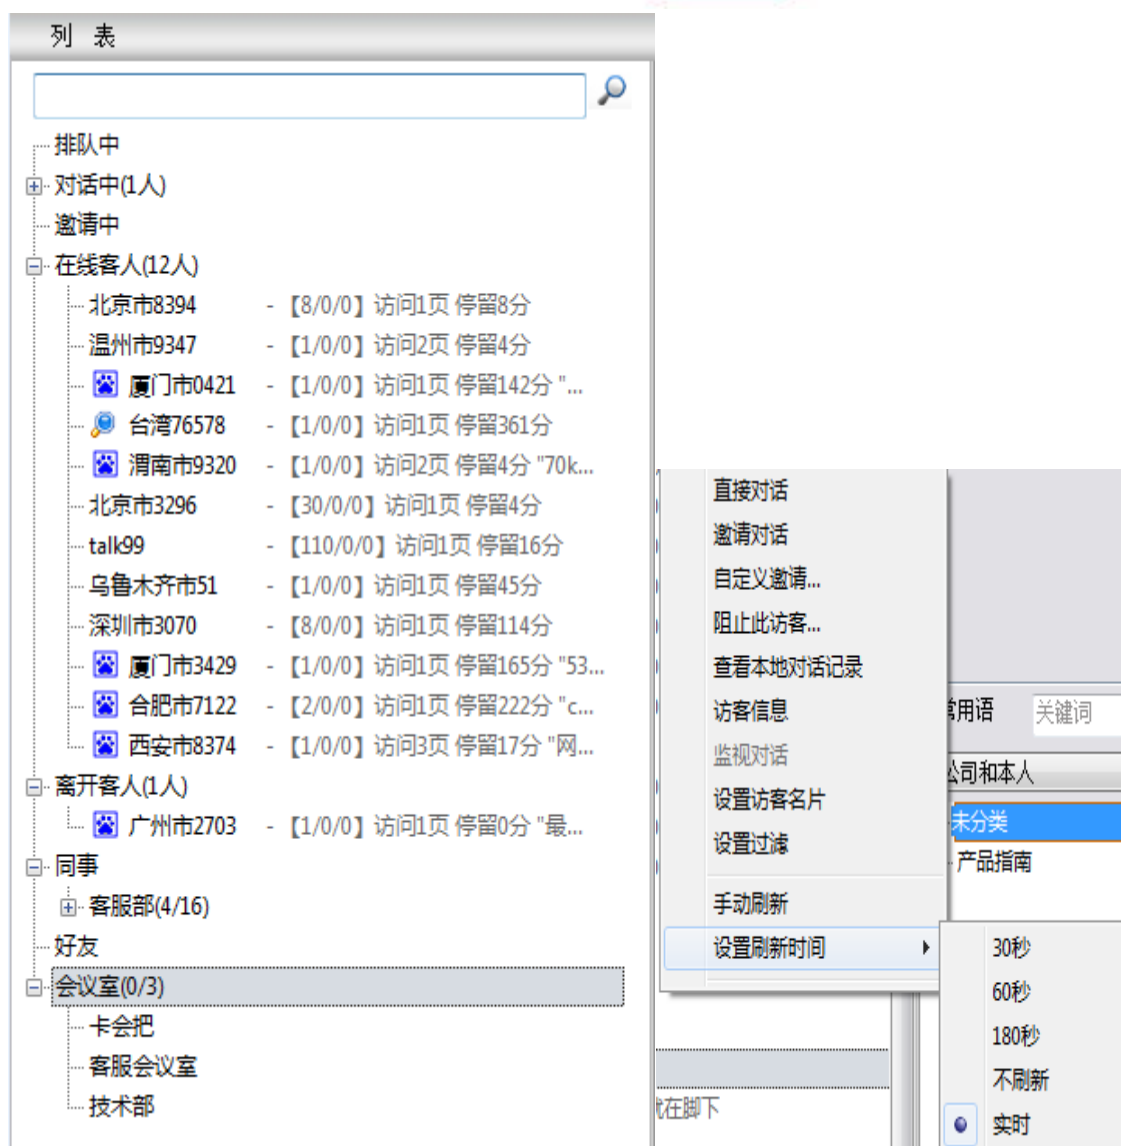 列 表
排队中
对话中(1人)
邀请中
在线客人(12人)
北京市8394 - 【8/0/0】访问1页 停留8分
温州市9347 - 【1/0/0】访问2页 停留4分
厦门市0421 - 【1/0/0】访问1页 停留142分 "...
台湾76578 - 【1/0/0】访问1页 停留361分
渭南市9320 - 【1/0/0】访问2页 停留4分 "70k...
北京市3296 - 【30/0/0】访问1页 停留4分
talk99 - 【110/0/0】访问1页 停留16分
乌鲁木齐市51 - 【1/0/0】访问1页 停留45分
深圳市3070 - 【8/0/0】访问1页 停留114分
厦门市3429 - 【1/0/0】访问1页 停留165分 "53...
合肥市7122 - 【2/0/0】访问1页 停留222分 "c...
西安市8374 - 【1/0/0】访问3页 停留17分 "网...
离开客人(1人)
广州市2703 - 【1/0/0】访问1页 停留0分 "最...
同事
客服部(4/16)
好友
会议室(0/3)
卡会把
客服会议室
技术部
直接对话
邀请对话
自定义邀请...
阻止此访客...
查看本地对话记录
访客信息
监视对话
设置访客名片
设置过滤
手动刷新
设置刷新时间
用语 关键词
公司和本人
未分类
产品指南
30秒
60秒
180秒
不刷新
实时
在脚下